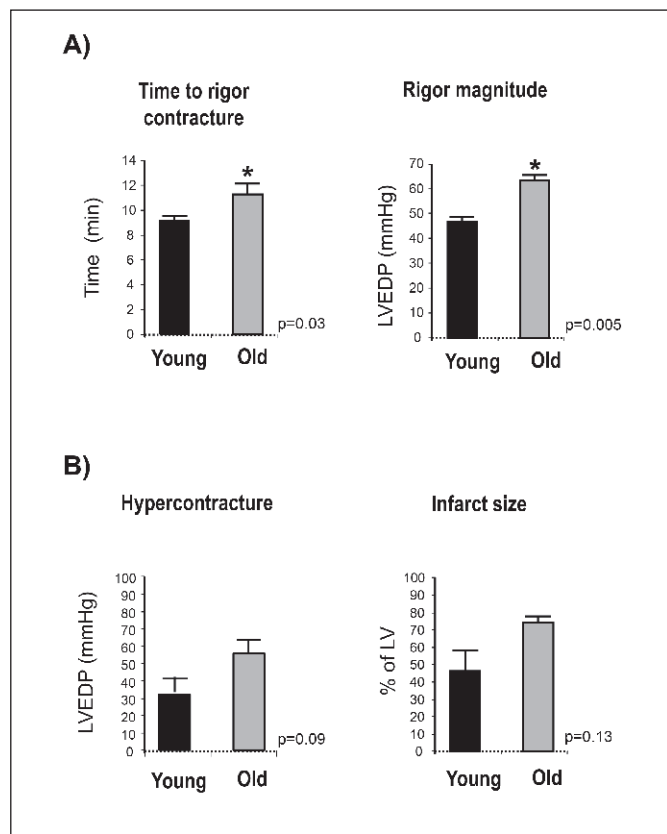 A)
Time to rigor
contracture
Time (min)
14
12
10
8
6
4
2
0
*
Young
Old
p=0.03
Rigor magnitude
LVEDP (mmHg)
70
60
50
40
30
20
10
0
*
Young
Old
p=0.005
B)
Hypercontracture
LVEDP (mmHg)
100
90
80
70
60
50
40
30
20
10
0
Young
Old
p=0.09
Infarct size
% of LV
100
90
80
70
60
50
40
30
20
10
0
Young
Old
p=0.13